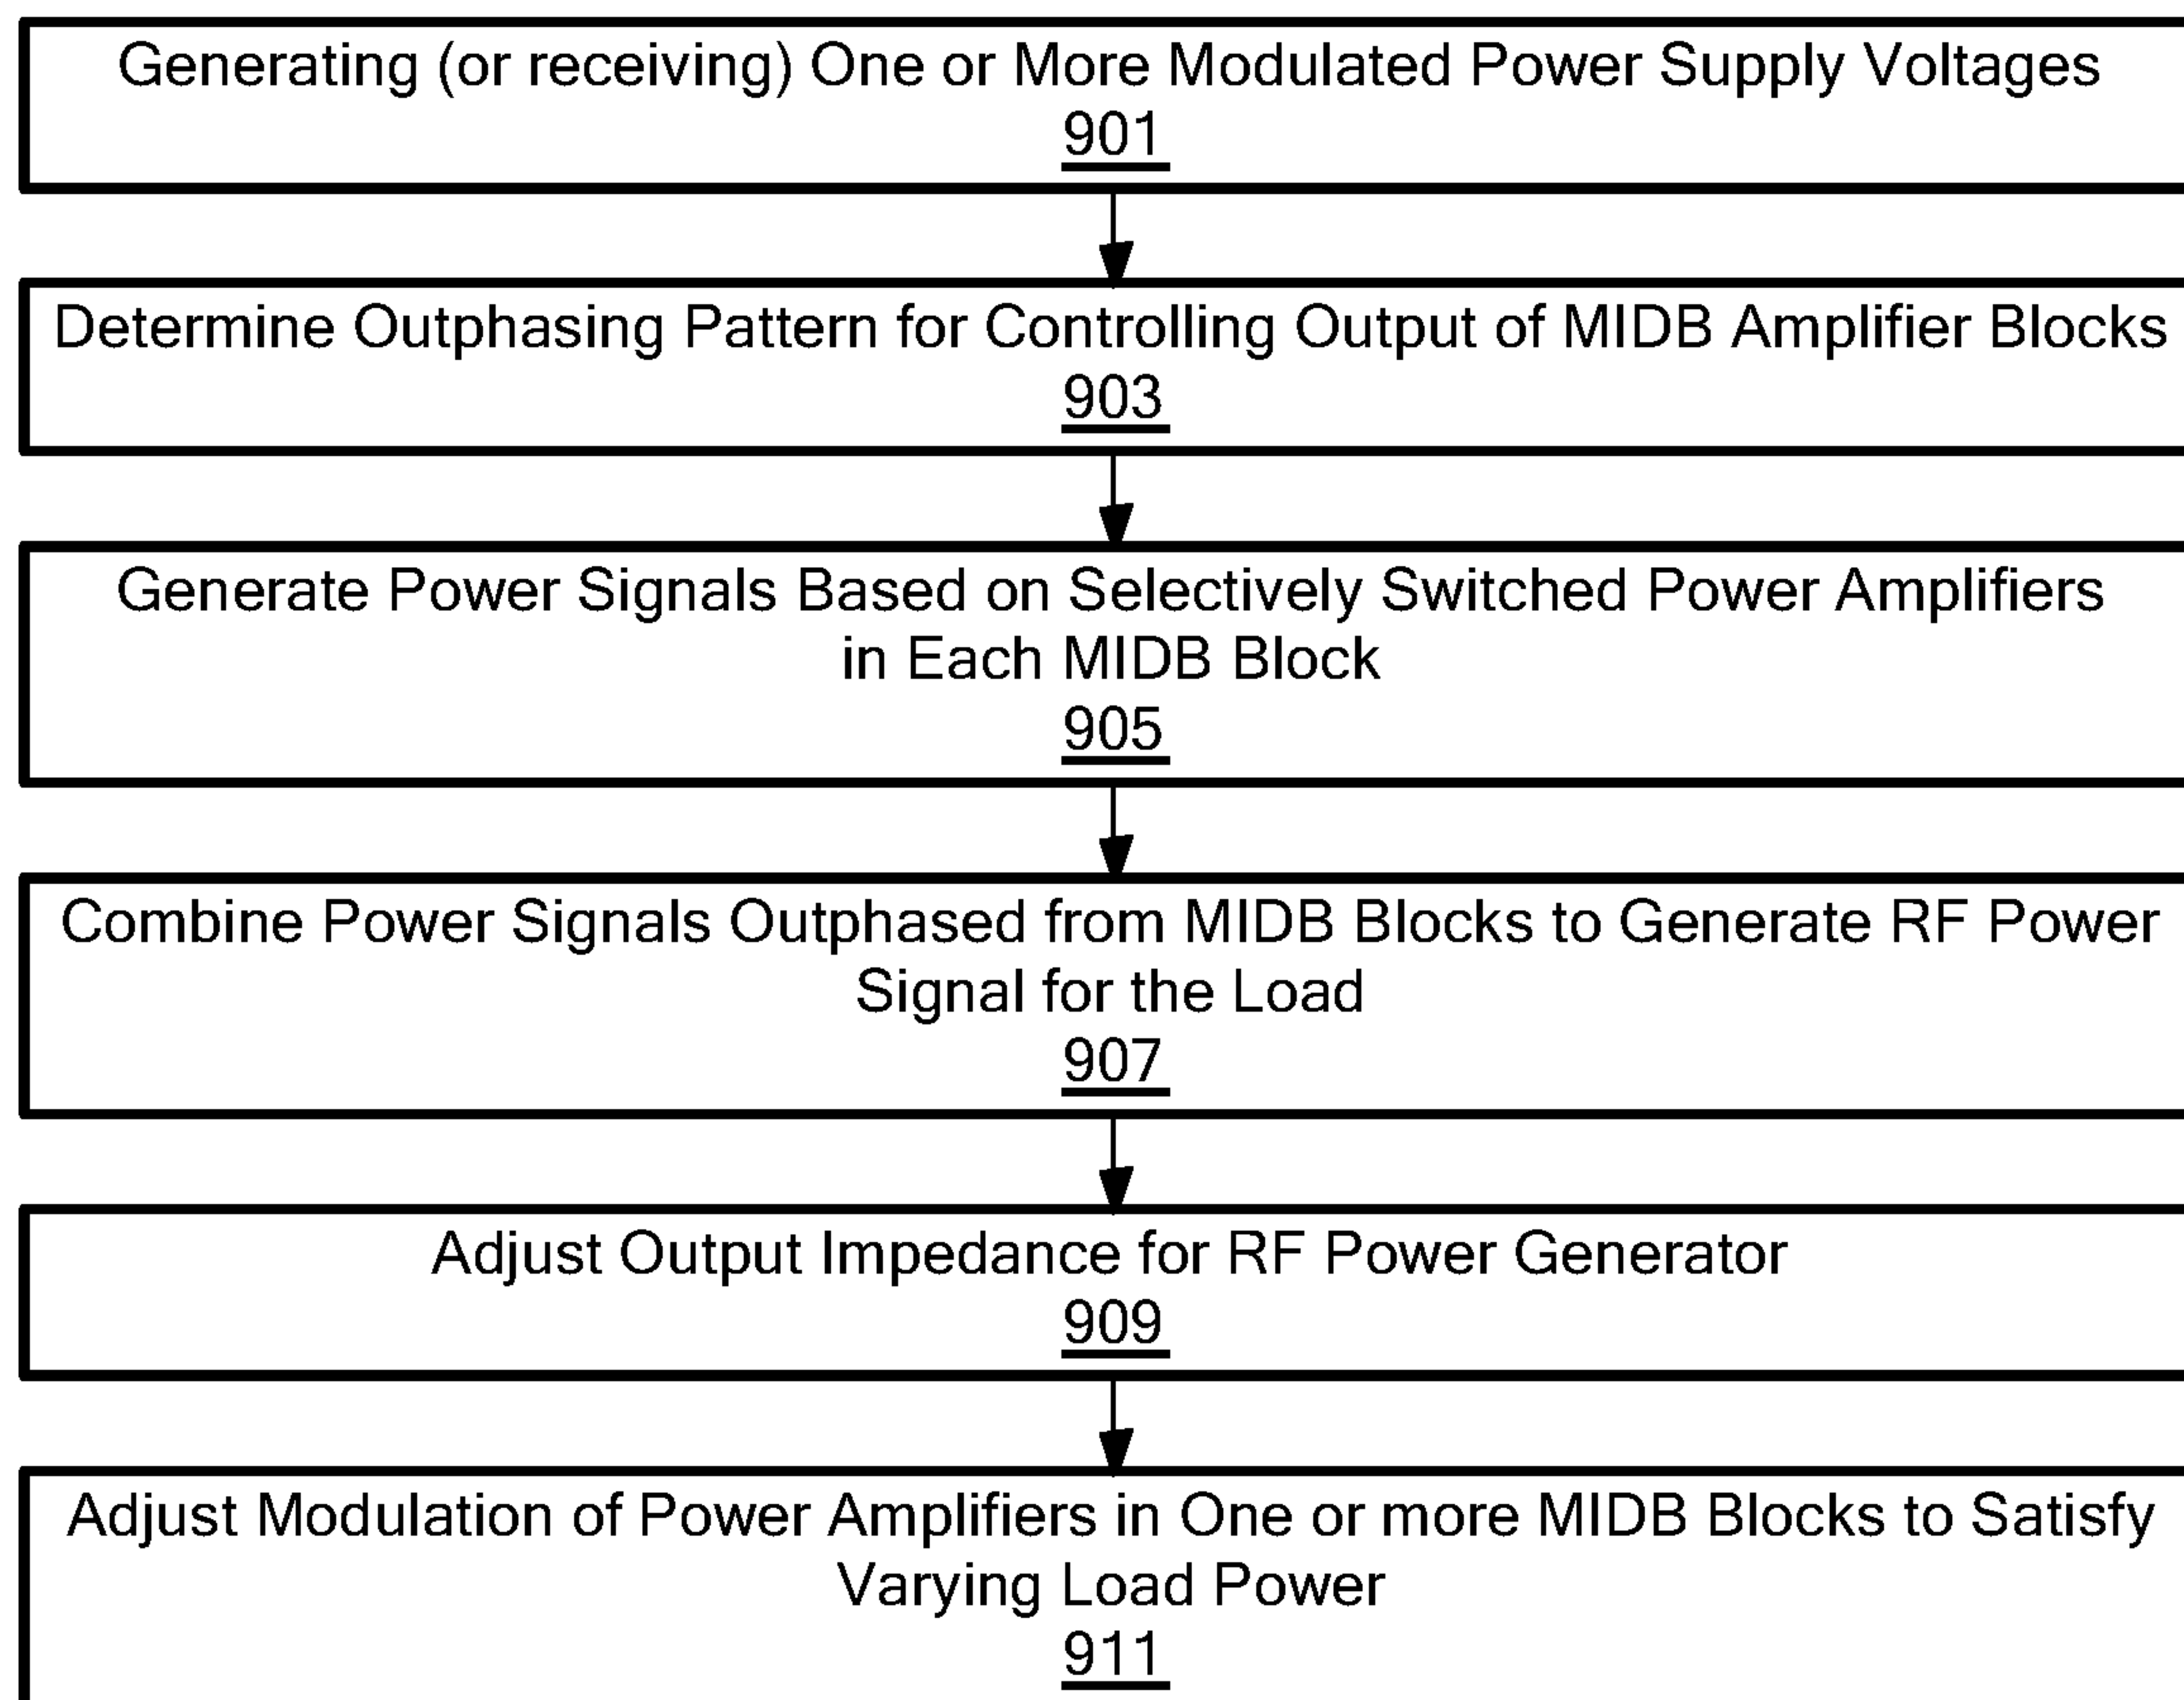 Generating (or receiving) One or More Modulated Power Supply Voltages
901
Determine Outphasing Pattern for Controlling Output of MIDB Amplifier Blocks
903
Generate Power Signals Based on Selectively Switched Power Amplifiers
in Each MIDB Block
905
Combine Power Signals Outphased from MIDB Blocks to Generate RF Power
Signal for the Load
907
Adjust Output Impedance for RF Power Generator
909
Adjust Modulation of Power Amplifiers in One or more MIDB Blocks to Satisfy
Varying Load Power
911